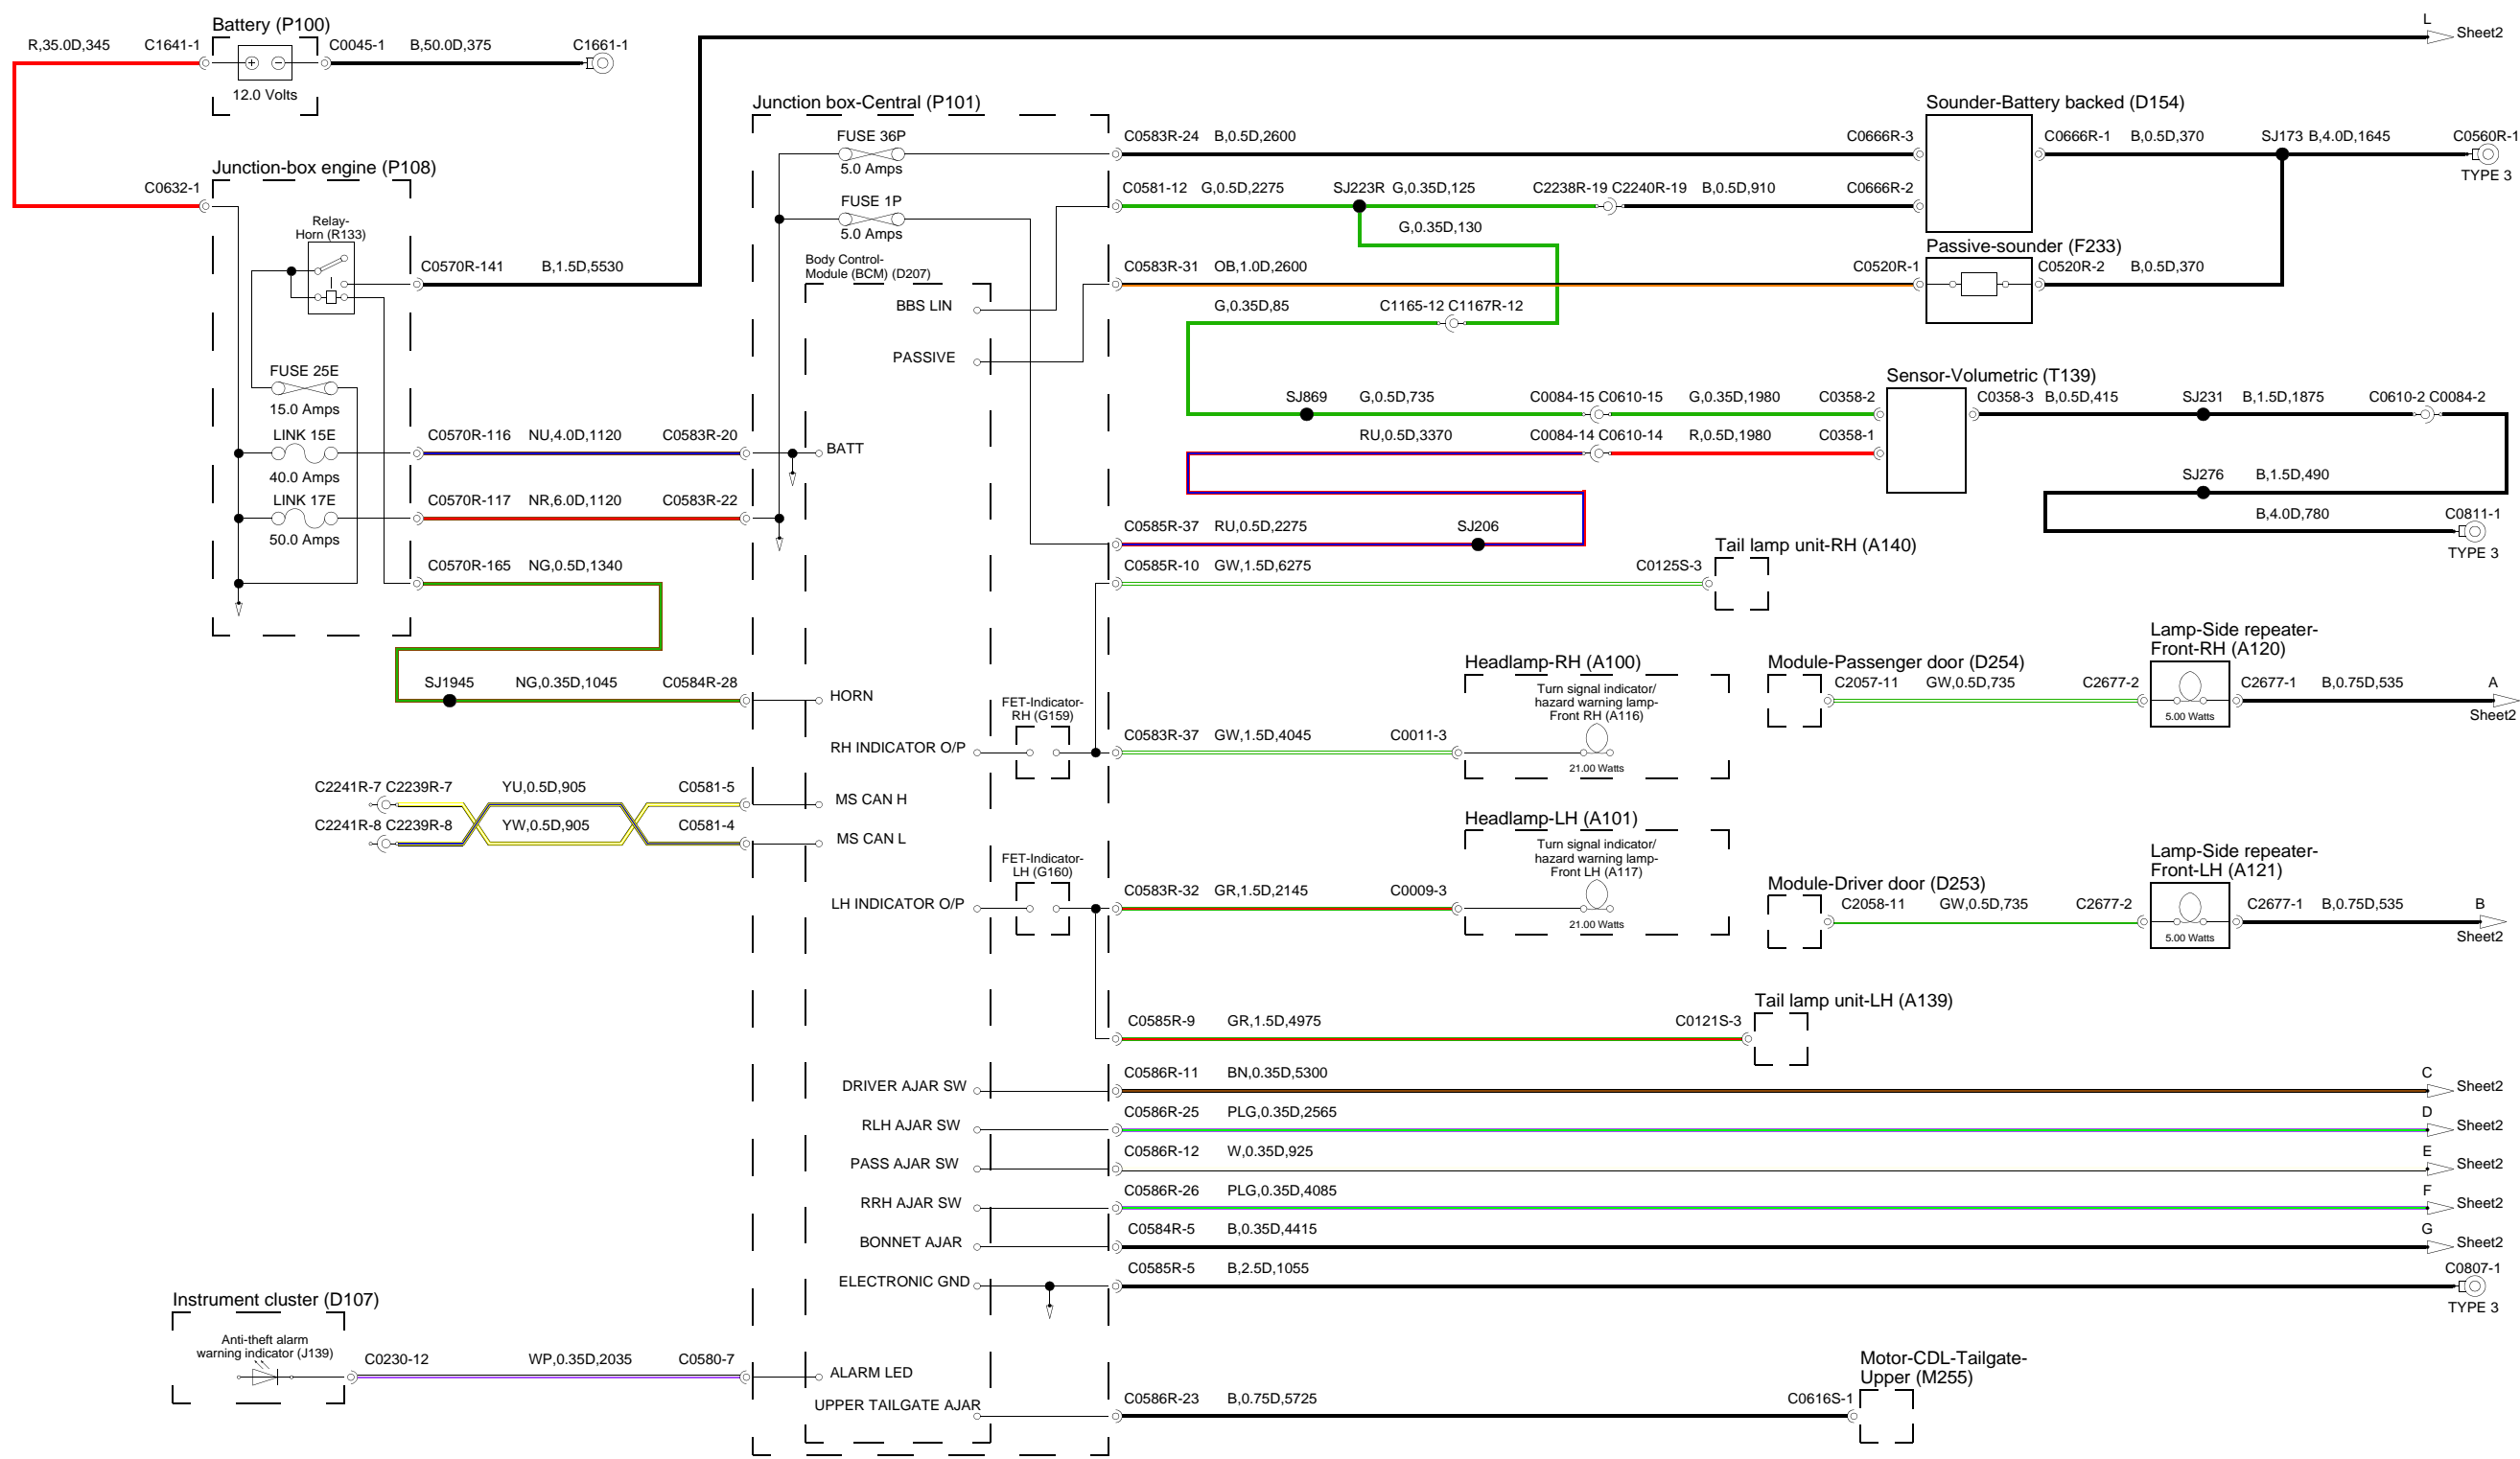 Battery (P100)
R,35.0D,345
C1641-1
C0045-1
B,50.0D,375
C1661-1
12.0 Volts
L
Sheet2
Junction-box engine (P108)
C0632-1
Relay-
Horn (R133)
C0570R-141
B,1.5D,5530
FUSE 25E
15.0 Amps
LINK 15E
40.0 Amps
LINK 17E
50.0 Amps
C0570R-116
NU,4.0D,1120
C0583R-20
C0570R-117
NR,6.0D,1120
C0583R-22
C0570R-165
NG,0.5D,1340
SJ1945
NG,0.35D,1045
C0584R-28
C2241R-7 C2239R-7
YU,0.5D,905
C0581-5
C2241R-8 C2239R-8
YW,0.5D,905
C0581-4
Junction box-Central (P101)
FUSE 36P
5.0 Amps
FUSE 1P
5.0 Amps
Body Control-
Module (BCM) (D207)
BBS LIN
PASSIVE
BATT
HORN
FET-Indicator-
RH (G159)
RH INDICATOR O/P
MS CAN H
MS CAN L
FET-Indicator-
LH (G160)
LH INDICATOR O/P
DRIVER AJAR SW
RLH AJAR SW
PASS AJAR SW
RRH AJAR SW
BONNET AJAR
ELECTRONIC GND
ALARM LED
UPPER TAILGATE AJAR
C0583R-24
B,0.5D,2600
C0666R-3
Sounder-Battery backed (D154)
C0666R-1
B,0.5D,370
SJ173
B,4.0D,1645
C0560R-1
TYPE 3
C0581-12
G,0.5D,2275
SJ223R
G,0.35D,125
C2238R-19 C2240R-19
B,0.5D,910
C0666R-2
G,0.35D,130
Passive-sounder (F233)
C0583R-31
OB,1.0D,2600
C0520R-1
C0520R-2
B,0.5D,370
G,0.35D,85
C1165-12 C1167R-12
Sensor-Volumetric (T139)
SJ869
G,0.5D,735
C0084-15 C0610-15
G,0.35D,1980
C0358-2
C0358-3
B,0.5D,415
SJ231
B,1.5D,1875
C0610-2 C0084-2
RU,0.5D,3370
C0084-14 C0610-14
R,0.5D,1980
C0358-1
SJ276
B,1.5D,490
B,4.0D,780
C0811-1
TYPE 3
C0585R-37
RU,0.5D,2275
SJ206
Tail lamp unit-RH (A140)
C0585R-10
GW,1.5D,6275
C0125S-3
Headlamp-RH (A100)
Turn signal indicator/
hazard warning lamp-
Front RH (A116)
21.00 Watts
C0583R-37
GW,1.5D,4045
C0011-3
Module-Passenger door (D254)
C2057-11
GW,0.5D,735
C2677-2
Lamp-Side repeater-
Front-RH (A120)
5.00 Watts
C2677-1
B,0.75D,535
A
Sheet2
Headlamp-LH (A101)
Turn signal indicator/
hazard warning lamp-
Front LH (A117)
21.00 Watts
C0583R-32
GR,1.5D,2145
C0009-3
Module-Driver door (D253)
C2058-11
GW,0.5D,735
C2677-2
Lamp-Side repeater-
Front-LH (A121)
5.00 Watts
C2677-1
B,0.75D,535
B
Sheet2
Tail lamp unit-LH (A139)
C0585R-9
GR,1.5D,4975
C0121S-3
C0586R-11
BN,0.35D,5300
C
Sheet2
C0586R-25
PLG,0.35D,2565
D
Sheet2
C0586R-12
W,0.35D,925
E
Sheet2
C0586R-26
PLG,0.35D,4085
F
Sheet2
C0584R-5
B,0.35D,4415
G
Sheet2
C0585R-5
B,2.5D,1055
C0807-1
TYPE 3
Instrument cluster (D107)
Anti-theft alarm
warning indicator (J139)
C0230-12
WP,0.35D,2035
C0580-7
Motor-CDL-Tailgate-
Upper (M255)
C0586R-23
B,0.75D,5725
C0616S-1